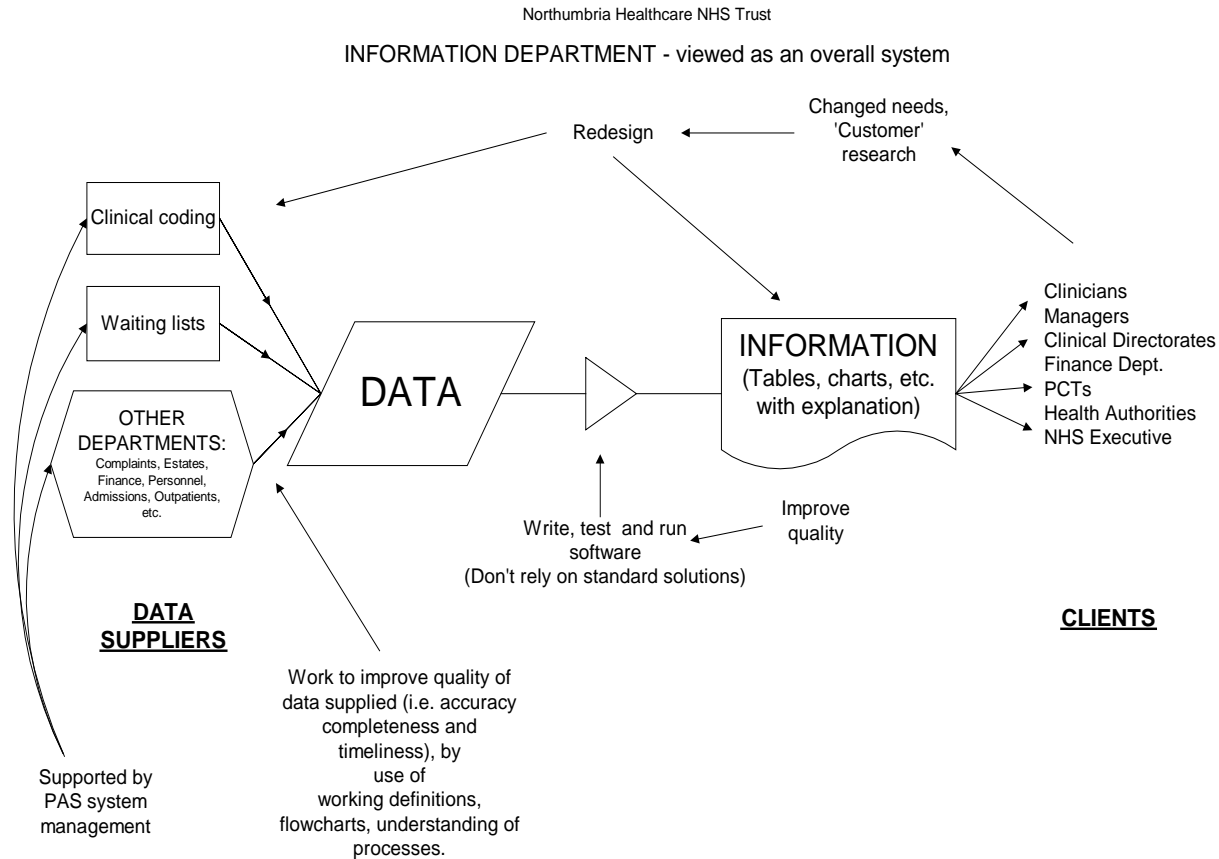 Northumbria Healthcare NHS Trust
INFORMATION DEPARTMENT - viewed as an overall system
Changed needs,
'Customer'
research
Redesign
Clinical coding
Waiting lists
OTHER
DEPARTMENTS:
Complaints, Estates,
Finance, Personnel,
Admissions, Outpatients,
etc.
DATA
INFORMATION
(Tables, charts, etc.
with explanation)
Clinicians
Managers
Clinical Directorates
Finance Dept.
PCTs
Health Authorities
NHS Executive
Write, test and run
software
(Don't rely on standard solutions)
Improve
quality
DATA
SUPPLIERS
CLIENTS
Work to improve quality of
data supplied (i.e. accuracy
completeness and
timeliness), by
use of
working definitions,
flowcharts, understanding of
processes.
Supported by
PAS system
management